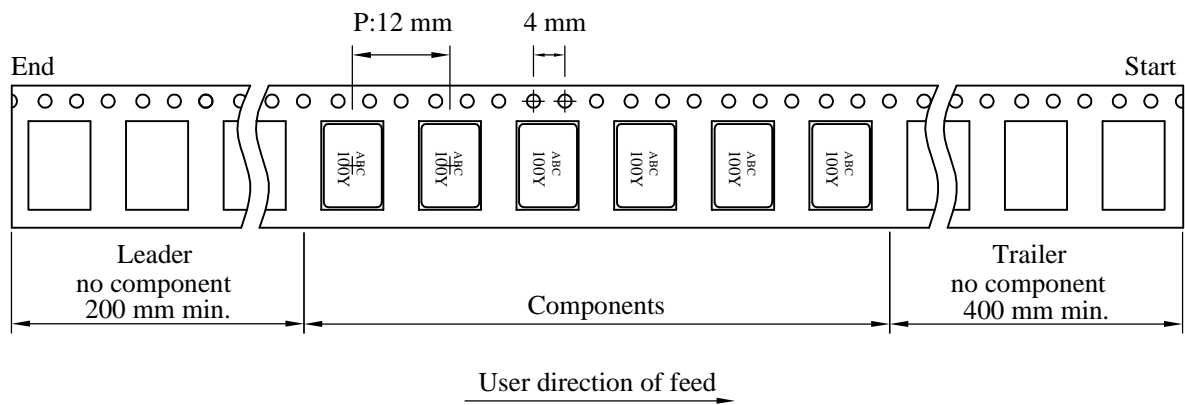 P:12 mm
4 mm
End
Start
ABC
100Y
ABC
100Y
ABC
100Y
ABC
100Y
ABC
100Y
ABC
100Y
Leader
no component
200 mm min.
Components
Trailer
no component
400 mm min.
User direction of feed